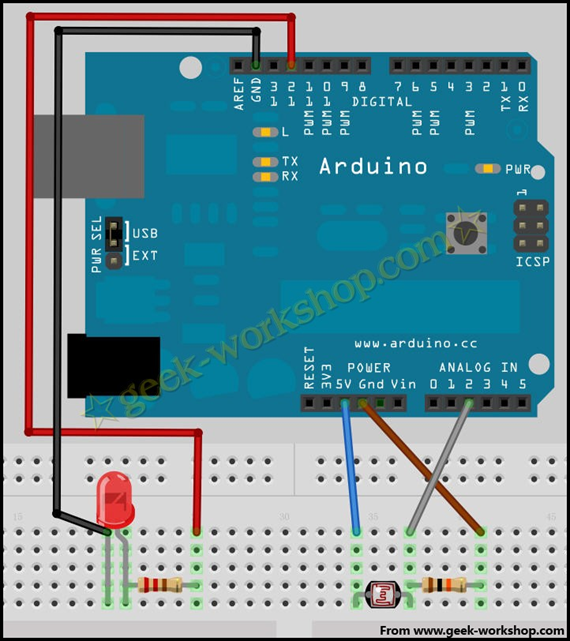 AREF
GND
13
12
11
10
9
8
PWM
PWM
PWM
7
6
5
4
3
2
1
0
PWM
PWM
PWM
TX
RX
DIGITAL
L
TX
RX
Arduino
PWR
1
ICSP
PWR SEL
USB
EXT
geek-workshop.com
www.arduino.cc
RESET
3V3
5V
Gnd
Vin
POWER
ANALOG IN
0 1 2 3 4 5
15
30
35
45
From www.geek-workshop.com